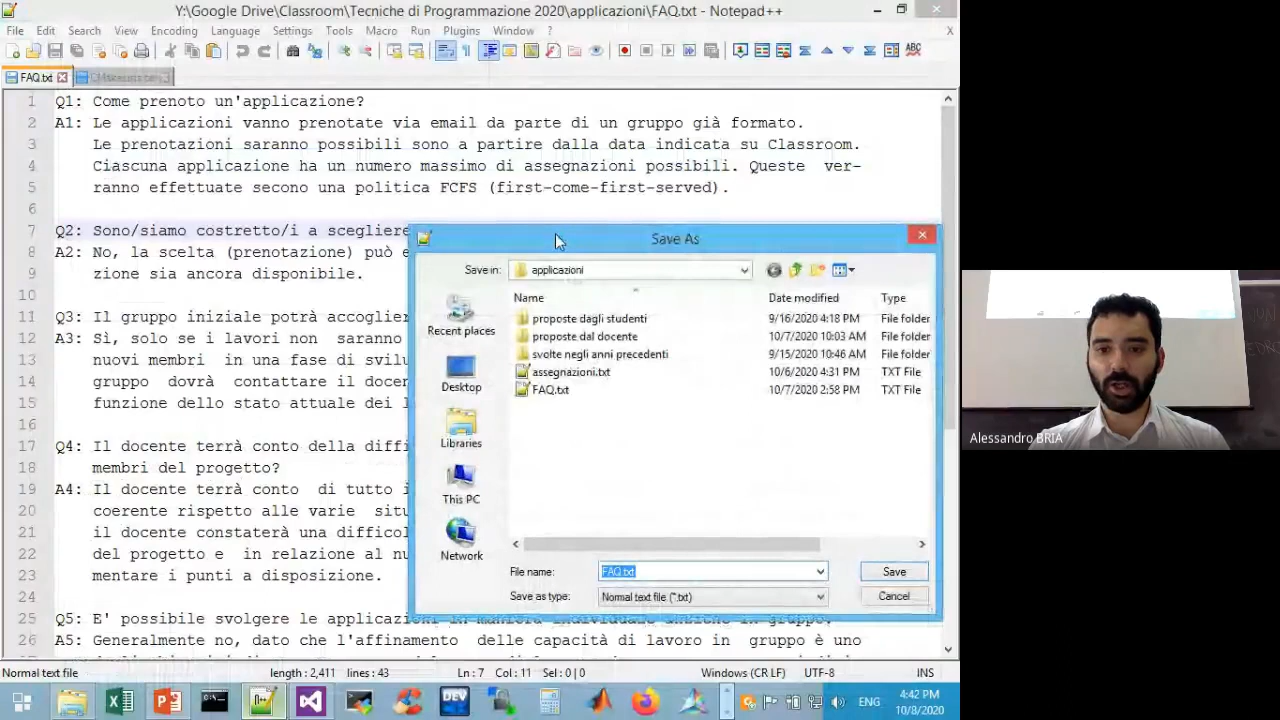 Y:\Google Drive\Classroom\Tecniche di Programmazione 2020\applicazioni\FAQ.txt - Notepad++
File Edit Search View Encoding Language Settings Tools Macro Run Plugins Window ? X
FAQ.txt
1 Q1: Come prenoto un'applicazione?
2 A1: Le applicazioni vanno prenotate via email da parte di un gruppo già formato.
3 Le prenotazioni saranno possibili sono a partire dalla data indicata su Classroom.
4 Ciascuna applicazione ha un numero massimo di assegnazioni possibili. Queste ver-
5 ranno effettuate secono una politica FCFS (first-come-first-served).
6
7 Q2: Sono/siamo costretto/i a scegliere
8 A2: No, la scelta (prenotazione) può e
9 zione sia ancora disponibile.
10
11 Q3: Il gruppo iniziale potrà accoglier
12 A3: Sì, solo se i lavori non saranno
13 nuovi membri in una fase di svilu
14 gruppo dovrà contattare il docen
15 funzione dello stato attuale dei l
16
17 Q4: Il docente terrà conto della diffi
18 membri del progetto?
19 A4: Il docente terrà conto di tutto i
20 coerente rispetto alle varie situ
21 il docente constaterà una difficol
22 del progetto e in relazione al nu
23 mentare i punti a disposizione.
24
25 Q5: E' possibile svolgere le applicazioni in maniera individuale anziché in gruppo?
26 A5: Generalmente no, dato che l'affinamento delle capacità di lavoro in gruppo è uno
Save As
Save in: applicazioni
Recent places
Desktop
Libraries
This PC
Network
Name Date modified Type
proposte dagli studenti 9/16/2020 4:18 PM File folder
proposte dal docente 10/7/2020 10:03 AM File folder
svolte negli anni precedenti 9/15/2020 10:46 AM File folder
assegnazioni.txt 10/6/2020 4:31 PM TXT File
FAQ.txt 10/7/2020 2:58 PM TXT File
File name: FAQ.txt Save
Save as type: Normal text file (*.txt) Cancel
Normal text file length : 2,411 lines : 43 Ln : 7 Col : 11 Sel : 0 | 0 Windows (CR LF) UTF-8 INS
DEV
ENG
4:42 PM
10/8/2020
Alessandro BRIA